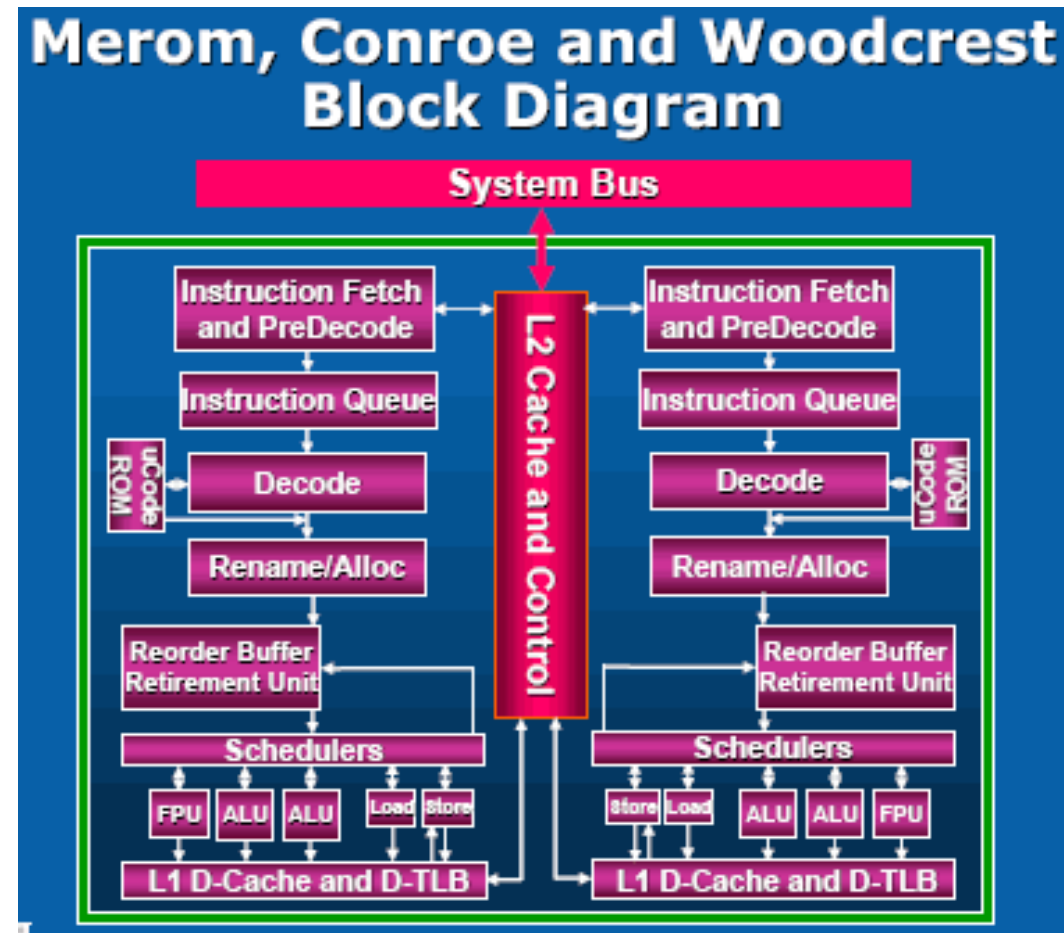 Merom, Conroe and Woodcrest
Block Diagram
System Bus
Instruction Fetch
and PreDecode
Instruction Queue
uCode
ROM
Decode
Rename/Alloc
Reorder Buffer
Retirement Unit
Schedulers
FPU
ALU
ALU
Load
Store
L1 D-Cache and D-TLB
L2 Cache and Control
Instruction Fetch
and PreDecode
Instruction Queue
Decode
uCode
ROM
Rename/Alloc
Reorder Buffer
Retirement Unit
Schedulers
Store
Load
ALU
ALU
FPU
L1 D-Cache and D-TLB